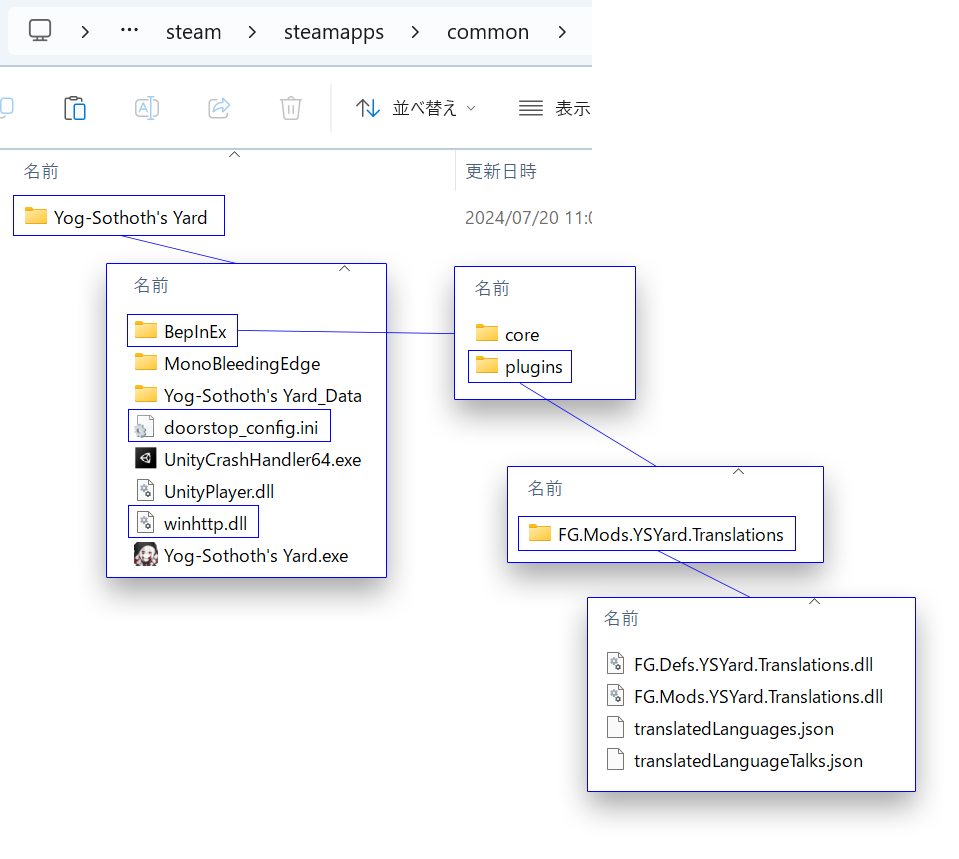 steam > steamapps > common >
並べ替え 表示
名前 更新日時
Yog-Sothoth's Yard 2024/07/20 11:0
名前
BepInEx
MonoBleedingEdge
Yog-Sothoth's Yard_Data
doorstop_config.ini
UnityCrashHandler64.exe
UnityPlayer.dll
winhttp.dll
Yog-Sothoth's Yard.exe
名前
core
plugins
名前
FG.Mods.YSYard.Translations
名前
FG.Defs.YSYard.Translations.dll
FG.Mods.YSYard.Translations.dll
translatedLanguages.json
translatedLanguageTalks.json